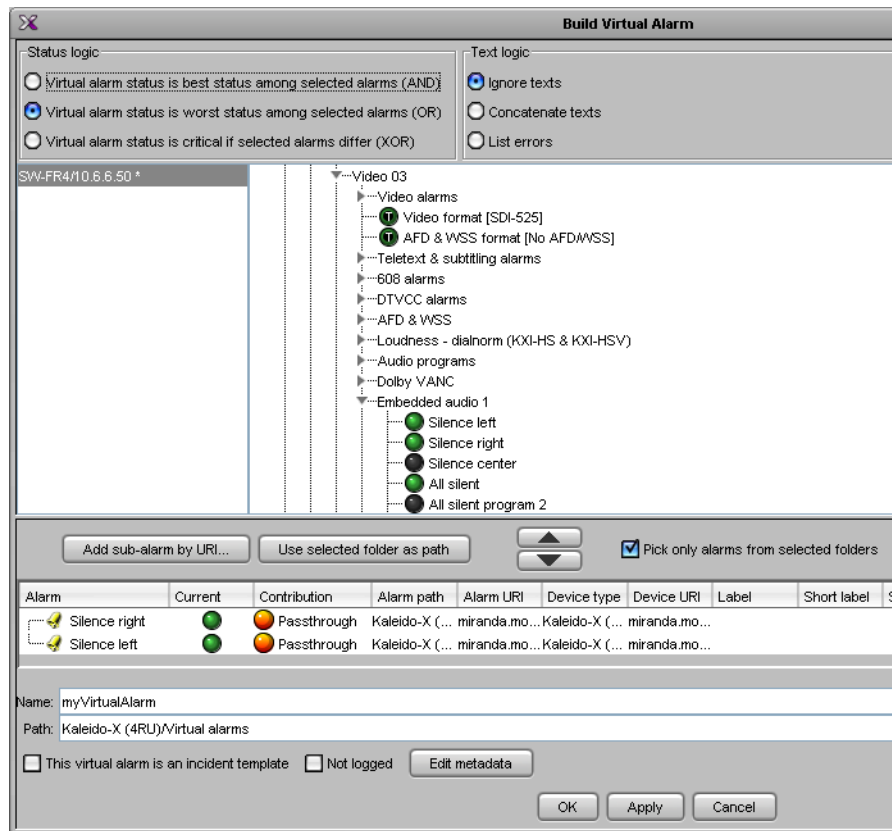 Build Virtual Alarm
Status logic
Virtual alarm status is best status among selected alarms (AND)
Virtual alarm status is worst status among selected alarms (OR)
Virtual alarm status is critical if selected alarms differ (XOR)
Text logic
Ignore texts
Concatenate texts
List errors
SW-FR4/10.6.6.50 *
Video 03
Video alarms
T Video format [SDI-525]
T AFD & WSS format [No AFD/WSS]
Teletext & subtitling alarms
608 alarms
DTVCC alarms
AFD & WSS
Loudness - dialnorm (KXI-HS & KXI-HSV)
Audio programs
Dolby VANC
Embedded audio 1
Silence left
Silence right
Silence center
All silent
All silent program 2
Add sub-alarm by URI... Use selected folder as path Pick only alarms from selected folders
Alarm Current Contribution Alarm path Alarm URI Device type Device URI Label Short label S
Silence right Passthrough Kaleido-X (... miranda.mo... Kaleido-X (... miranda.mo...
Silence left Passthrough Kaleido-X (... miranda.mo... Kaleido-X (... miranda.mo...
Name: myVirtualAlarm
Path: Kaleido-X (4RU)/Virtual alarms
This virtual alarm is an incident template Not logged Edit metadata
OK Apply Cancel